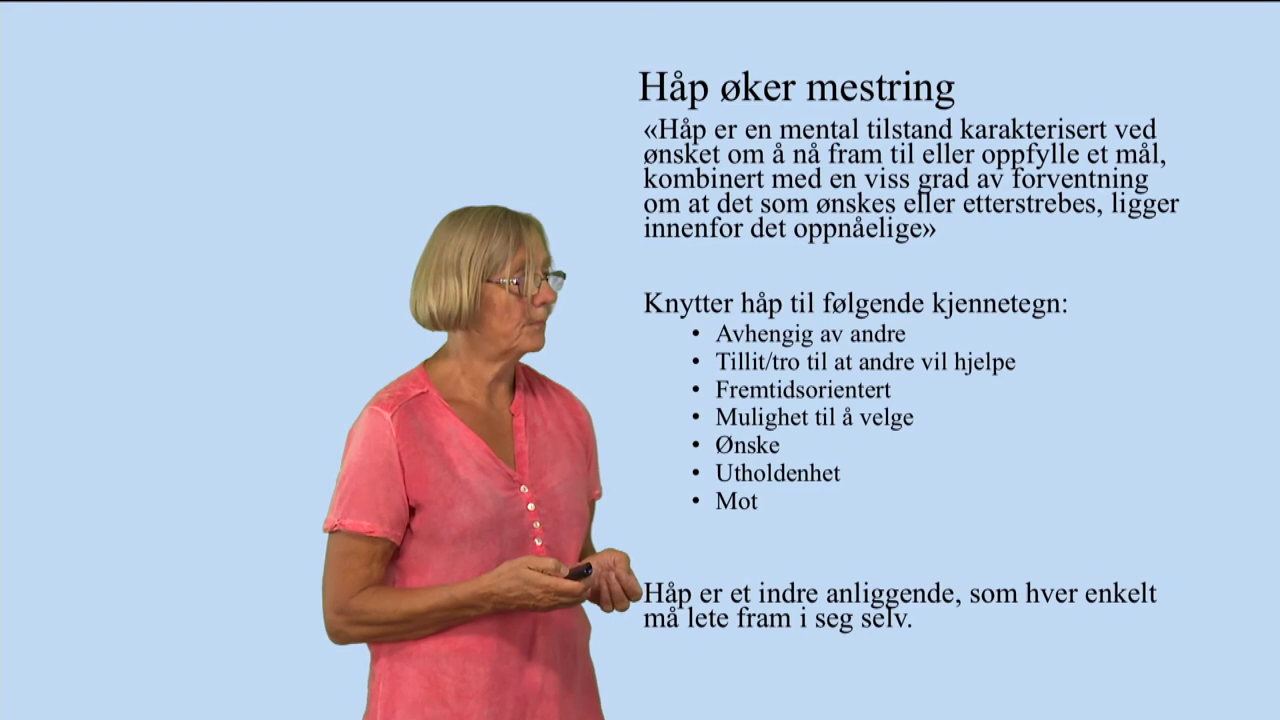 Håp øker mestring
«Håp er en mental tilstand karakterisert ved
ønsket om å nå fram til eller oppfylle et mål,
kombinert med en viss grad av forventning
om at det som ønskes eller etterstrebes, ligger
innenfor det oppnåelige»
Knytter håp til følgende kjennetegn:
• Avhengig av andre
• Tillit/tro til at andre vil hjelpe
• Fremtidsorientert
• Mulighet til å velge
• Ønske
• Utholdenhet
• Mot
Håp er et indre anliggende, som hver enkelt
må lete fram i seg selv.